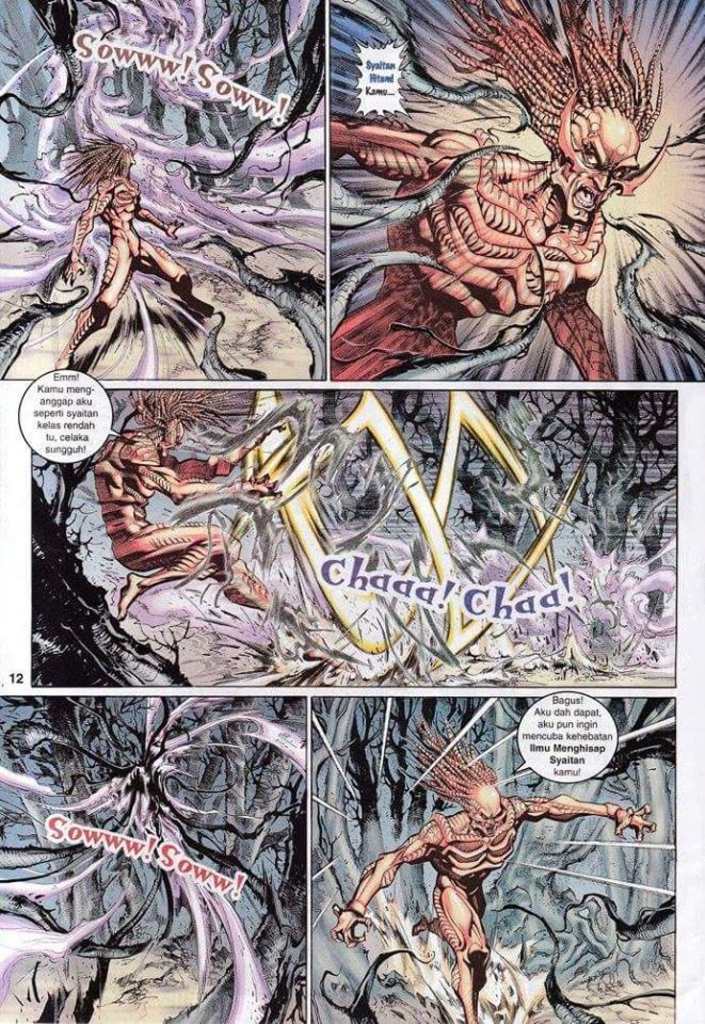 Sowww! Soww!
Syaitan
Hitam!
Kamu...
Emm!
Kamu meng-
anggap aku
seperti syaitan
kelas rendah
tu, celaka
sungguh!
Chaaa! Chaa!
12
Sowww! Soww!
Bagus!
Aku dah dapat,
aku pun ingin
mencuba kehebatan
Ilmu Menghisap
Syaitan
kamu!